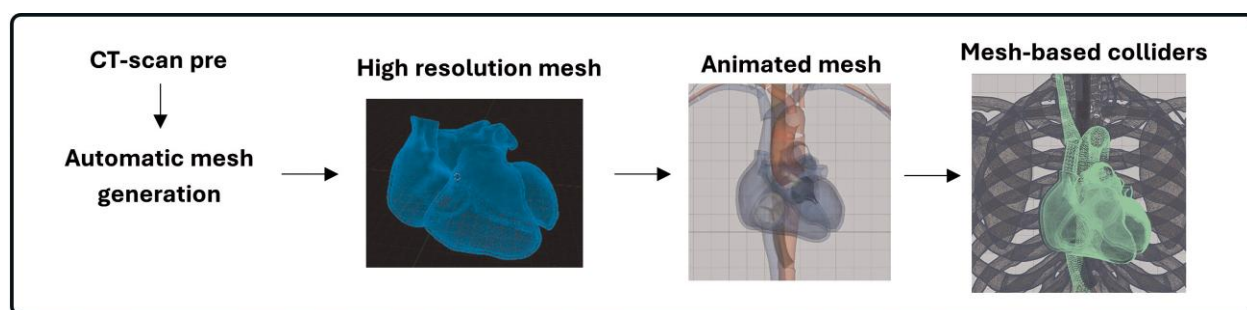 CT-scan pre
Automatic mesh
generation
High resolution mesh
Animated mesh
Mesh-based colliders